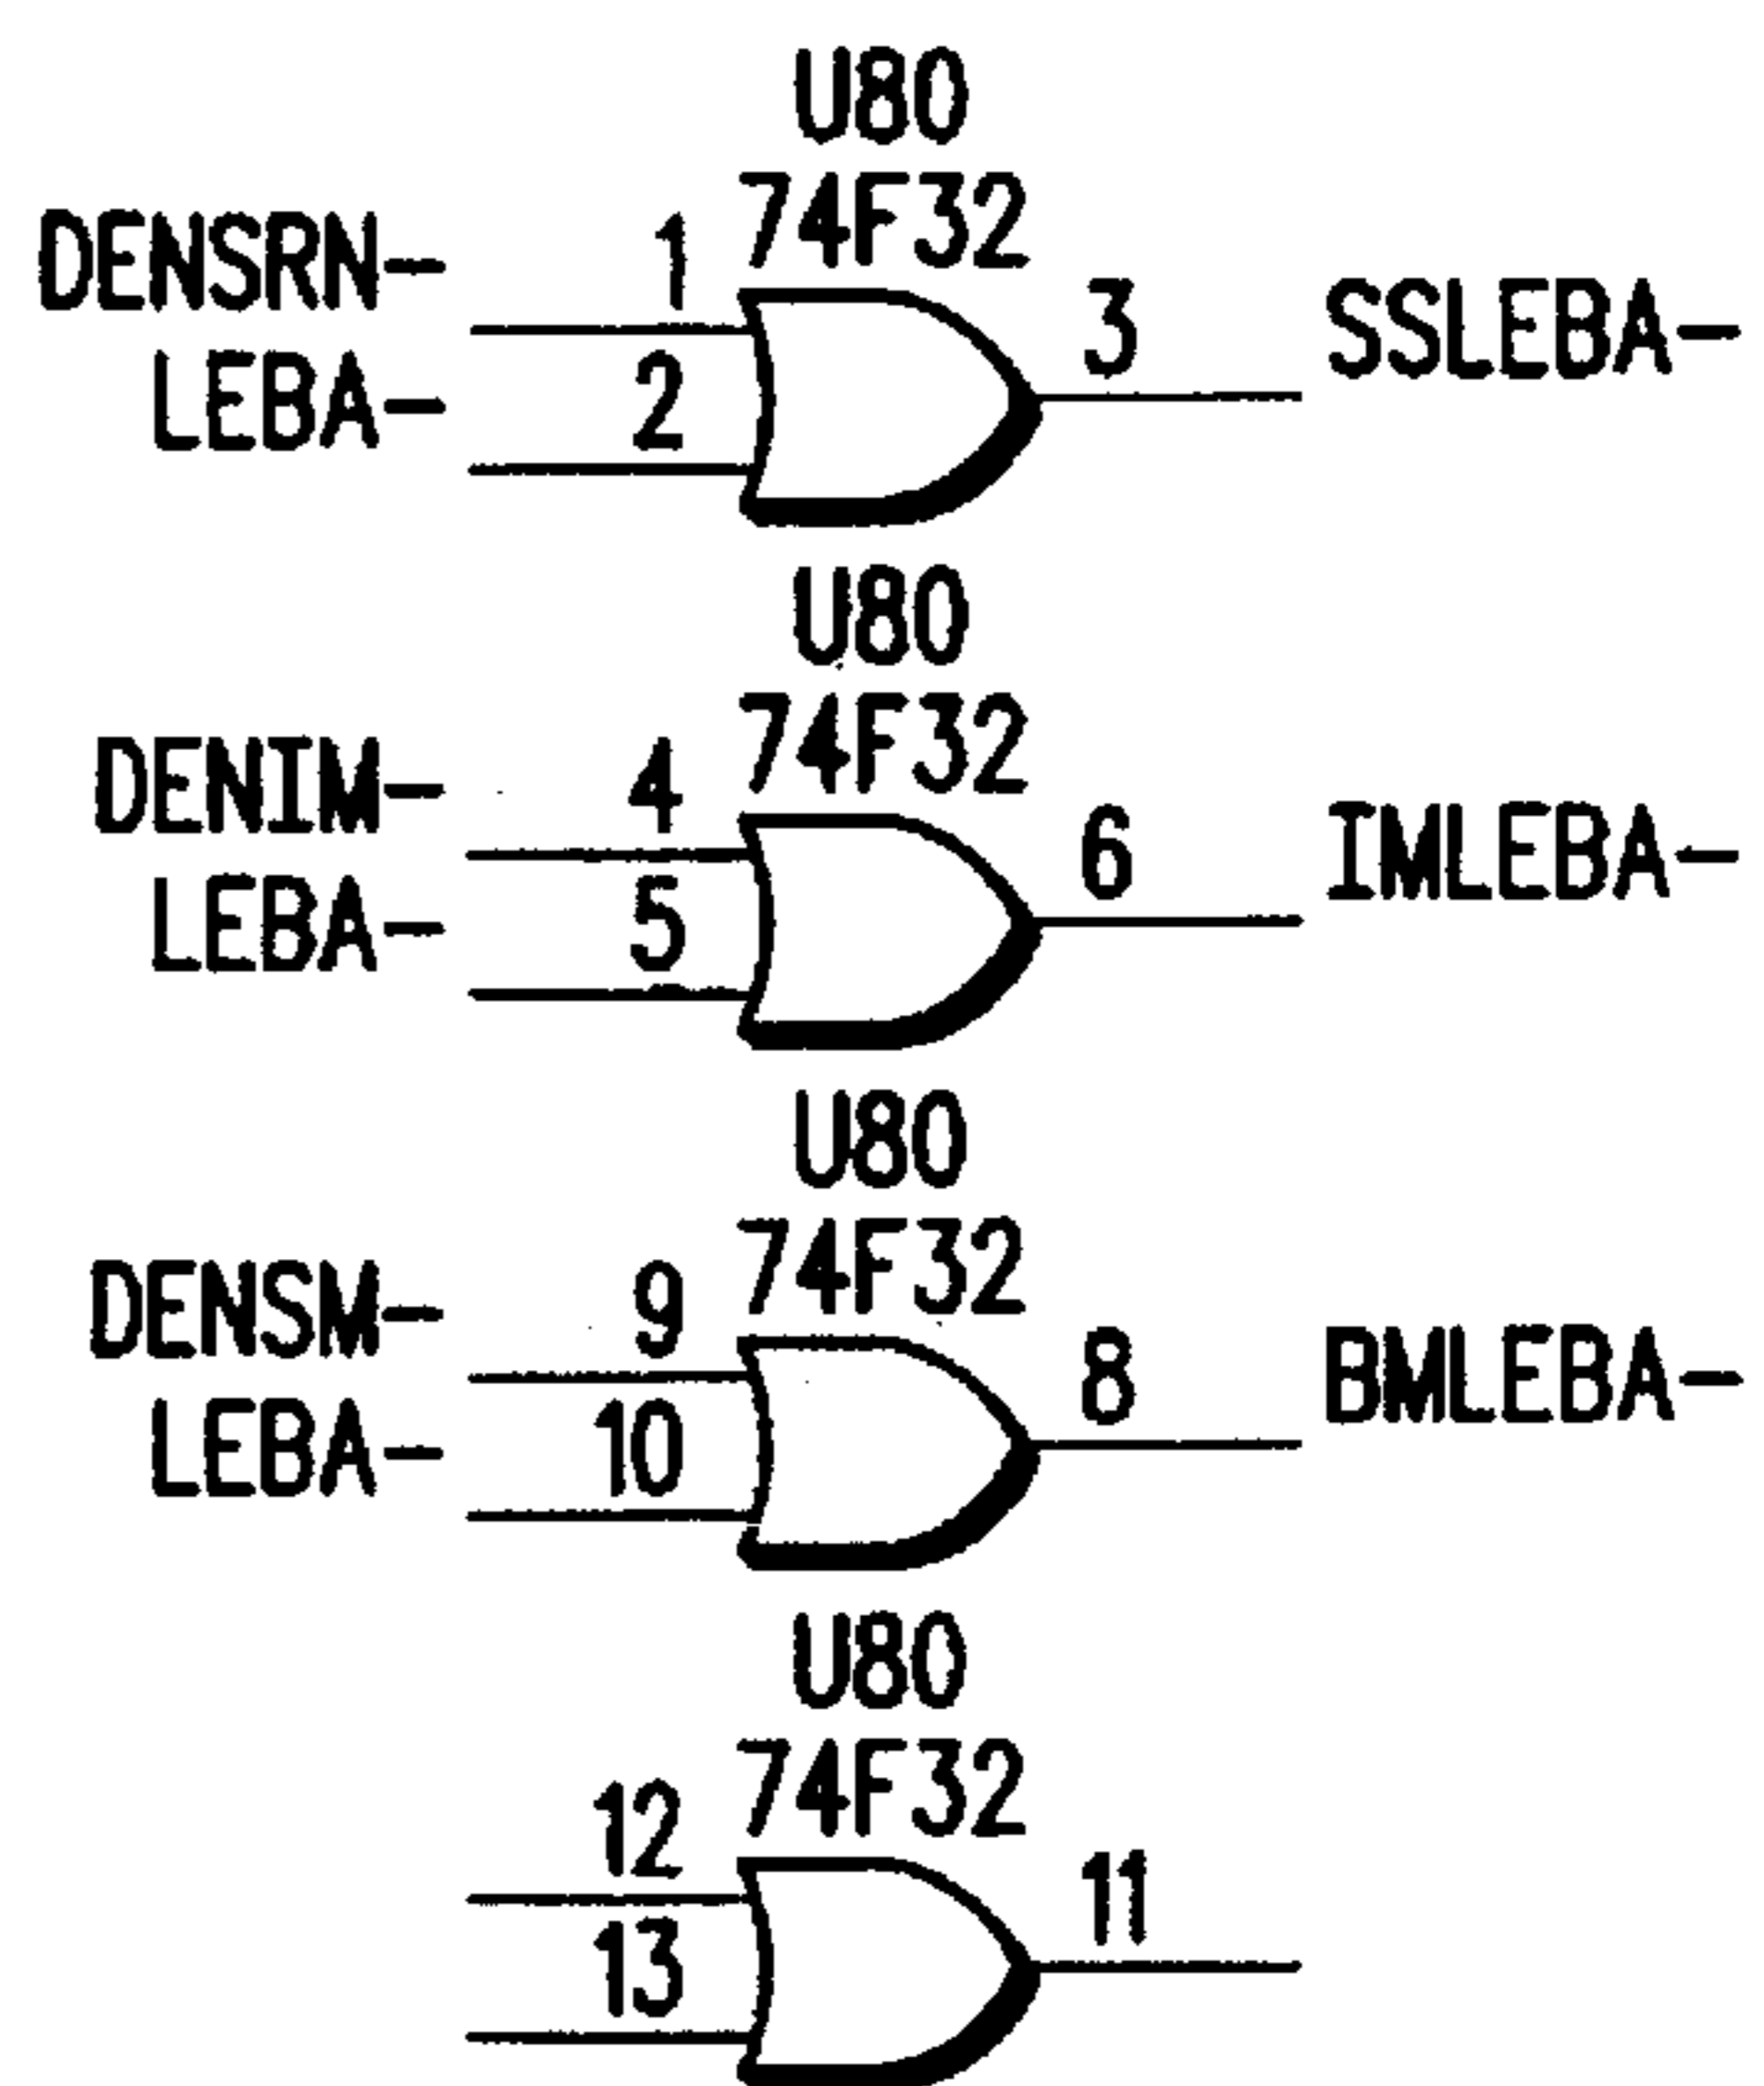 U80
74F32
DENSRN- 1
LEBA- 2
3 SSLEBA-
U80
74F32
DENIM- 4
LEBA- 5
6 IMLEBA-
U80
74F32
DENSM- 9
LEBA- 10
8 BMLEBA-
U80
74F32
12
13
11